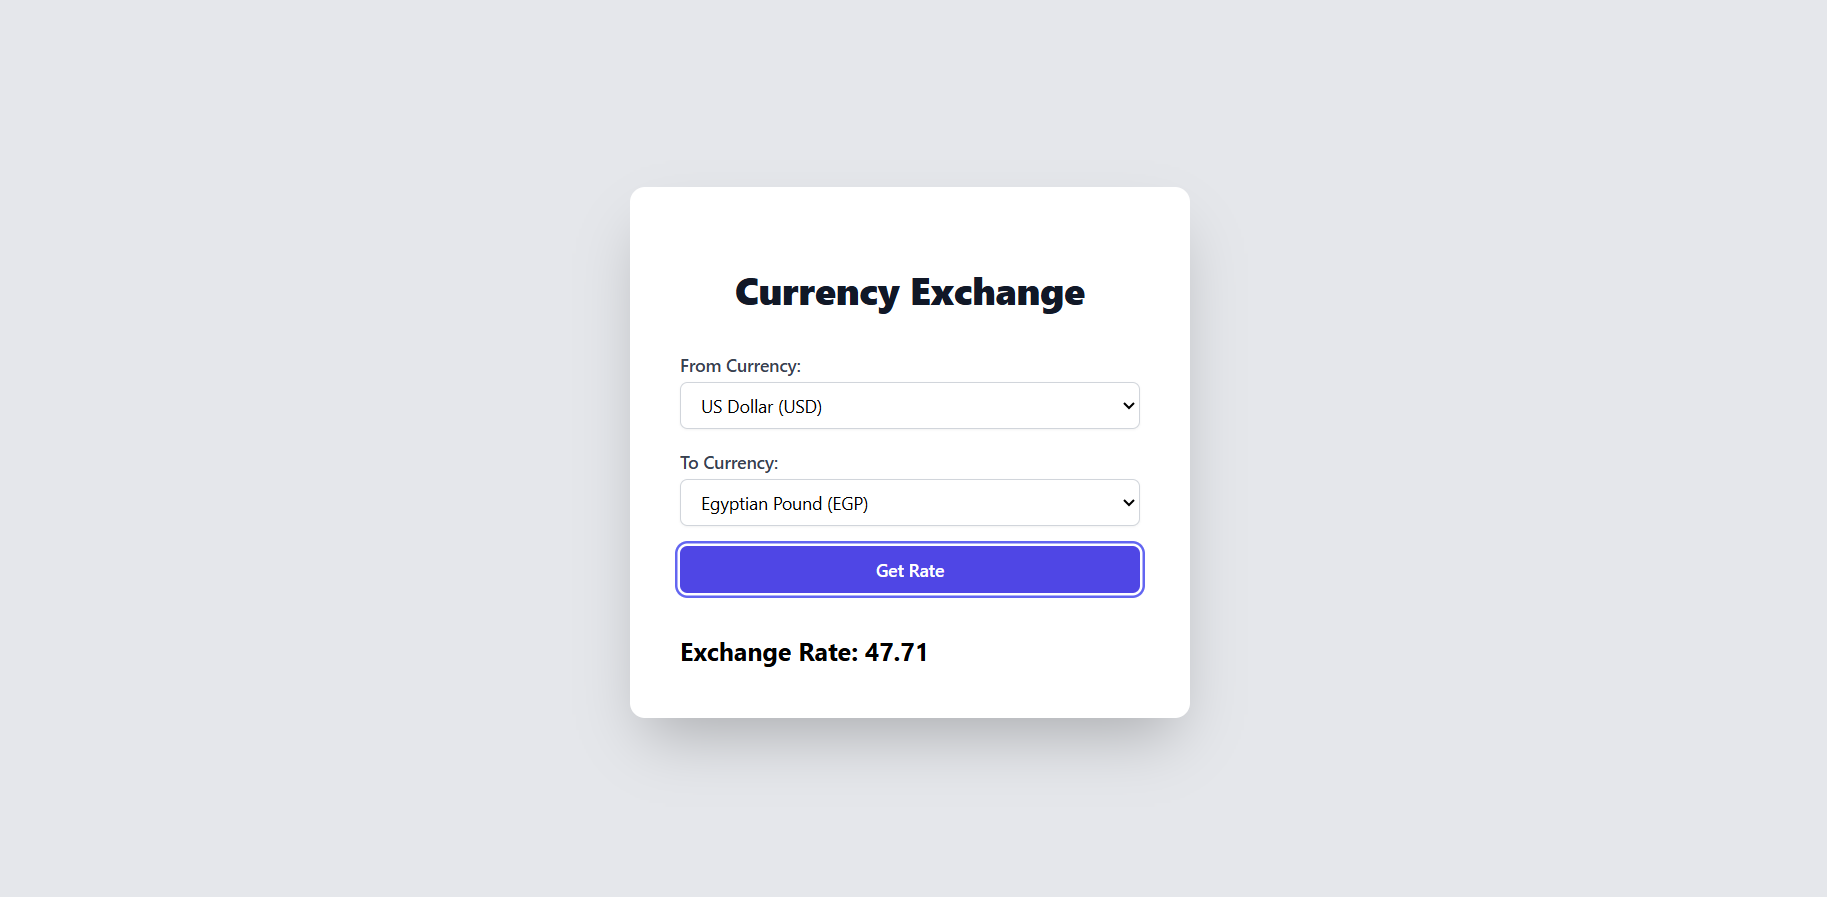 Currency Exchange
From Currency:
US Dollar (USD)
To Currency:
Egyptian Pound (EGP)
Get Rate
Exchange Rate: 47.71